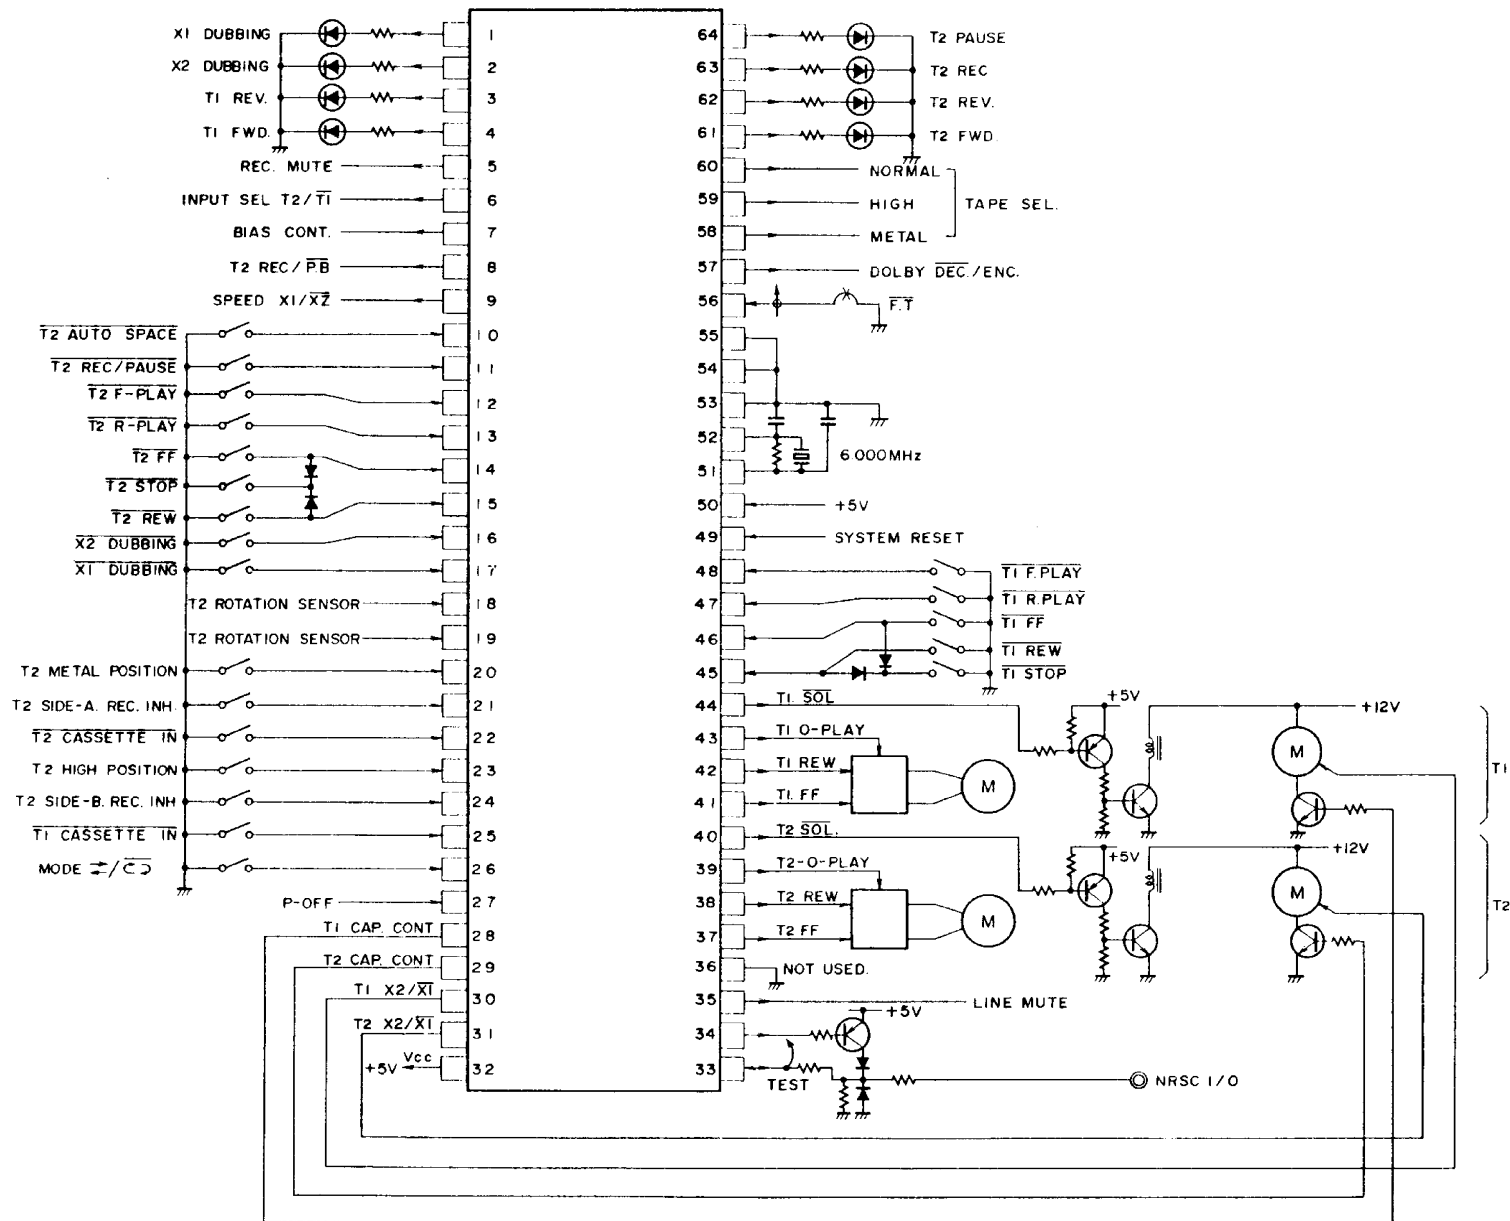 X1 DUBBING 1
X2 DUBBING 2
T1 REV. 3
T1 FWD. 4
REC. MUTE 5
INPUT SEL T2/T1 6
BIAS CONT. 7
T2 REC/PB 8
SPEED X1/X2 9
T2 AUTO SPACE 10
T2 REC/PAUSE 11
T2 F-PLAY 12
T2 R-PLAY 13
T2 FF 14
T2 STOP
T2 REW 15
X2 DUBBING 16
X1 DUBBING 17
T2 ROTATION SENSOR 18
T2 ROTATION SENSOR 19
T2 METAL POSITION 20
T2 SIDE-A. REC. INH. 21
T2 CASSETTE IN 22
T2 HIGH POSITION 23
T2 SIDE-B. REC. INH 24
T1 CASSETTE IN 25
MODE ⇄/⊂⊃ 26
P-OFF 27
T1 CAP. CONT 28
T2 CAP. CONT 29
T1 X2/X1 30
T2 X2/X1 31
+5V Vcc 32
64 T2 PAUSE
63 T2 REC
62 T2 REV.
61 T2 FWD.
60 NORMAL
59 HIGH TAPE SEL.
58 METAL
57 DOLBY DEC./ENC.
56 F.T
55
54
53
52
51 6.000MHz
50 +5V
49 SYSTEM RESET
48 T1 F.PLAY
47 T1 R.PLAY
46 T1 FF
T1 REW
45 T1 STOP
44 T1. SOL +5V +12V
43 T1 O-PLAY
42 T1 REW M M T1
41 T1. FF
40 T2 SOL.
39 T2-O-PLAY +5V +12V
38 T2 REW M M T2
37 T2 FF
36 NOT USED.
35 LINE MUTE
34 +5V
33 TEST NRSC I/O